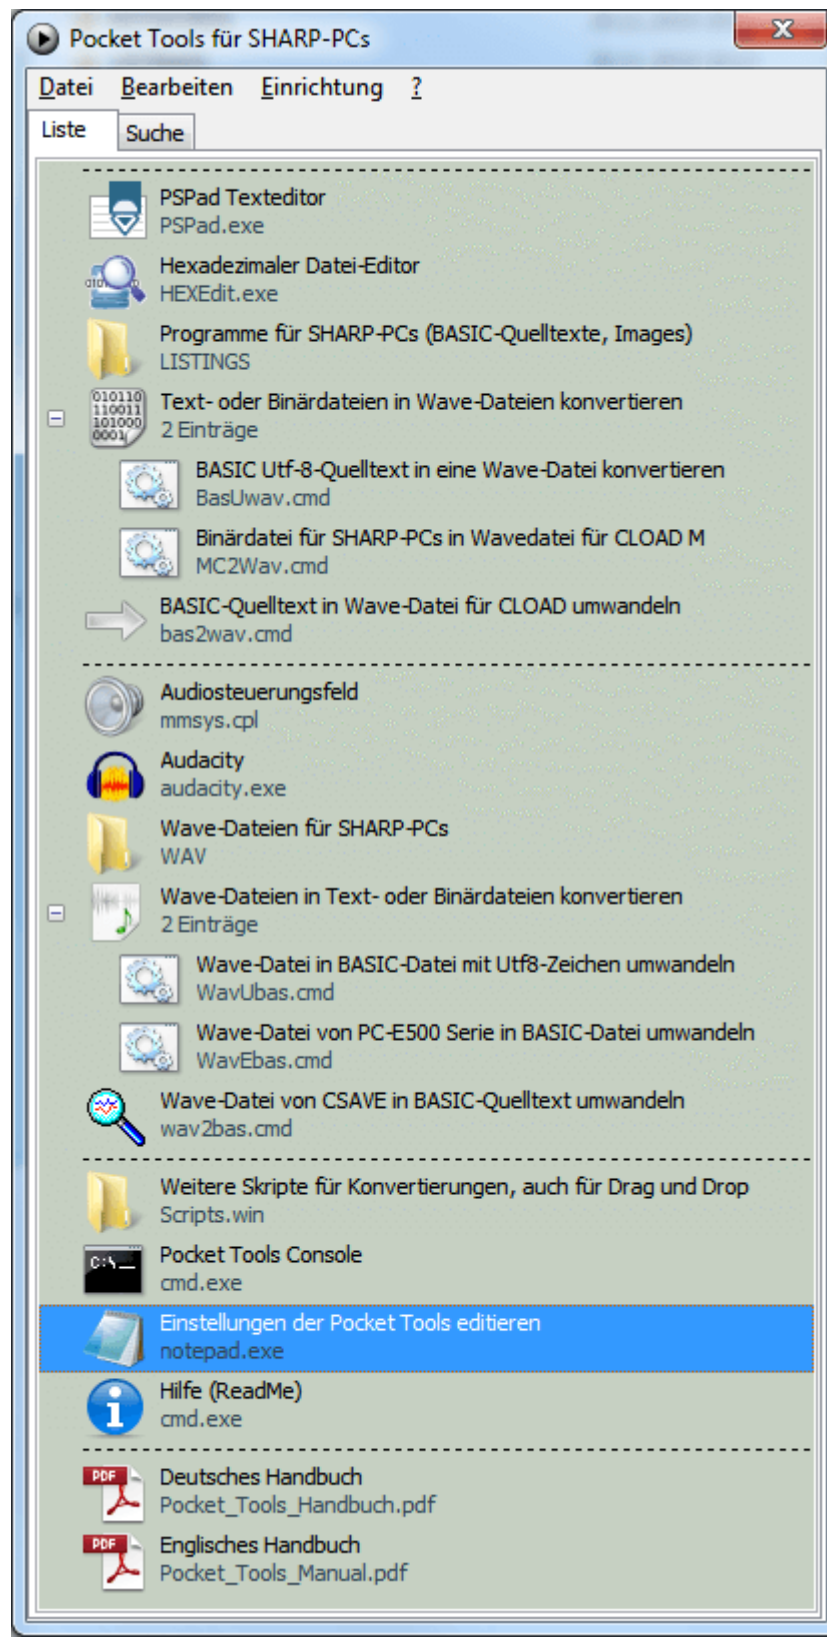 Pocket Tools für SHARP-PCs
Datei Bearbeiten Einrichtung ?
Liste Suche
PSPad Texteditor
PSPad.exe
Hexadezimaler Datei-Editor
HEXEdit.exe
Programme für SHARP-PCs (BASIC-Quelltexte, Images)
LISTINGS
Text- oder Binärdateien in Wave-Dateien konvertieren
2 Einträge
BASIC Utf-8-Quelltext in eine Wave-Datei konvertieren
BasUwav.cmd
Binärdatei für SHARP-PCs in Wavedatei für CLOAD M
MC2Wav.cmd
BASIC-Quelltext in Wave-Datei für CLOAD umwandeln
bas2wav.cmd
Audiosteuerungsfeld
mmsys.cpl
Audacity
audacity.exe
Wave-Dateien für SHARP-PCs
WAV
Wave-Dateien in Text- oder Binärdateien konvertieren
2 Einträge
Wave-Datei in BASIC-Datei mit Utf8-Zeichen umwandeln
WavUbas.cmd
Wave-Datei von PC-E500 Serie in BASIC-Datei umwandeln
WavEbas.cmd
Wave-Datei von CSAVE in BASIC-Quelltext umwandeln
wav2bas.cmd
Weitere Skripte für Konvertierungen, auch für Drag und Drop
Scripts.win
Pocket Tools Console
cmd.exe
Einstellungen der Pocket Tools editieren
notepad.exe
Hilfe (ReadMe)
cmd.exe
PDF Deutsches Handbuch
Pocket_Tools_Handbuch.pdf
PDF Englisches Handbuch
Pocket_Tools_Manual.pdf